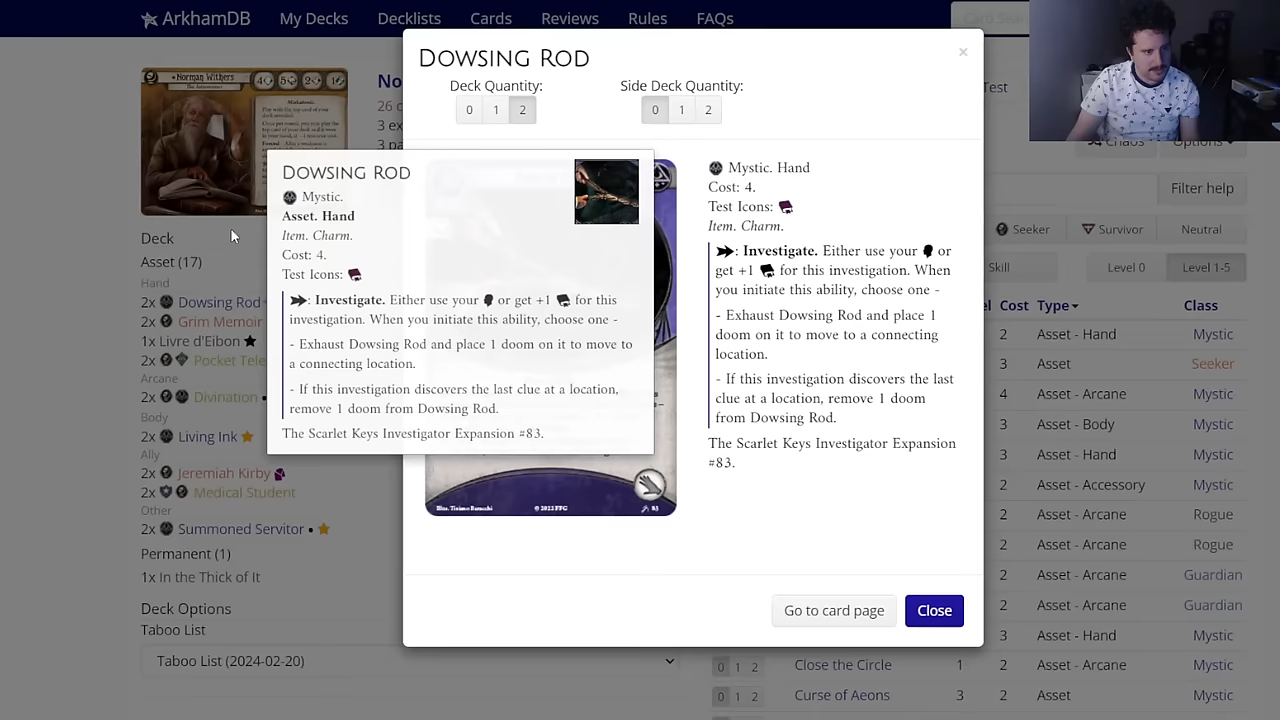 ArkhamDB My Decks Decklists Cards Reviews Rules FAQs
Norman Withers
Deck
Asset (17)
Hand
2x Dowsing Rod
2x Grim Memoir
1x Livre d'Eibon
2x Pocket Tele
Arcane
2x Divination
Body
2x Living Ink
Ally
2x Jeremiah Kirby
2x Medical Student
Other
2x Summoned Servitor
Permanent (1)
1x In the Thick of It
Deck Options
Taboo List
Taboo List (2024-02-20)
Dowsing Rod
×
Deck Quantity:
Side Deck Quantity:
0 1 2
0 1 2
Dowsing Rod
Mystic.
Asset. Hand
Item. Charm.
Cost: 4.
Test Icons:
: Investigate. Either use your or get +1 for this
investigation. When you initiate this ability, choose one -
- Exhaust Dowsing Rod and place 1 doom on it to move to
a connecting location.
- If this investigation discovers the last clue at a location,
remove 1 doom from Dowsing Rod.
The Scarlet Keys Investigator Expansion #83.
© 2022 FFG
83
Mystic. Hand
Cost: 4.
Test Icons:
Item. Charm.
: Investigate. Either use your or
get +1 for this investigation. When
you initiate this ability, choose one -
- Exhaust Dowsing Rod and place 1
doom on it to move to a connecting
location.
- If this investigation discovers the last
clue at a location, remove 1 doom
from Dowsing Rod.
The Scarlet Keys Investigator Expansion
#83.
Go to card page
Close
Test
Chaos
Options
Filter help
Seeker
Survivor
Neutral
Skill
Level 0
Level 1-5
Cost Type Class
2 Asset - Hand Mystic
3 Asset Seeker
4 Asset - Arcane Mystic
3 Asset - Body Mystic
3 Asset - Hand Mystic
2 Asset - Accessory Mystic
2 Asset - Arcane Rogue
2 Asset - Arcane Rogue
2 Asset - Arcane Guardian
2 Asset - Arcane Guardian
3 Asset - Hand Mystic
0 1 2 Close the Circle 1 2 Asset - Arcane Mystic
0 1 2 Curse of Aeons 3 2 Asset Mystic